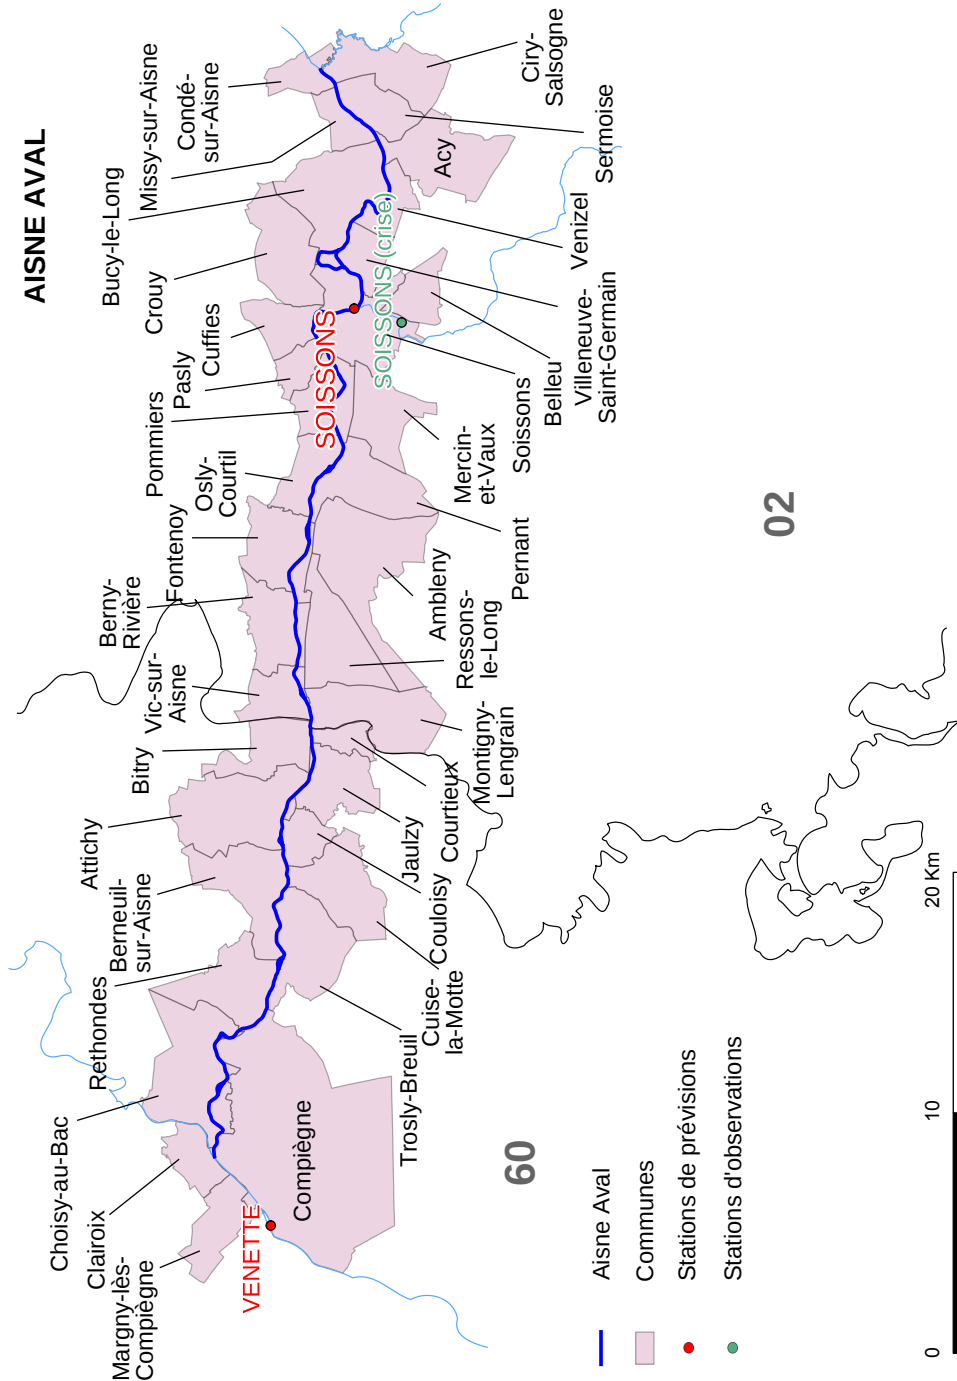 AISNE AVAL
Margny-lès-
Compiègne
Clairoix
Choisy-au-Bac
Rethondes
Berneuil-
sur-Aisne
Attichy
Bitry
Vic-sur-
Aisne
Berny-
Rivière
Fontenoy
Osly-
Courtil
Pommiers
Pasly
Cuffies
Crouy
Bucy-le-Long
Missy-sur-Aisne
Condé-
sur-Aisne
VENETTE
Compiègne
SOISSONS
SOISSONS (crise)
Acy
Ciry-
Salsogne
Sermoise
Venizel
Villeneuve-
Saint-Germain
Belleu
Soissons
Mercin-
et-Vaux
Pernant
Ambleny
Ressons-
le-Long
Montigny-
Lengrain
Courtieux
Jaulzy
Couloisy
Cuise-
la-Motte
Trosly-Breuil
60
02
Aisne Aval
Communes
Stations de prévisions
Stations d'observations
0
10
20 Km